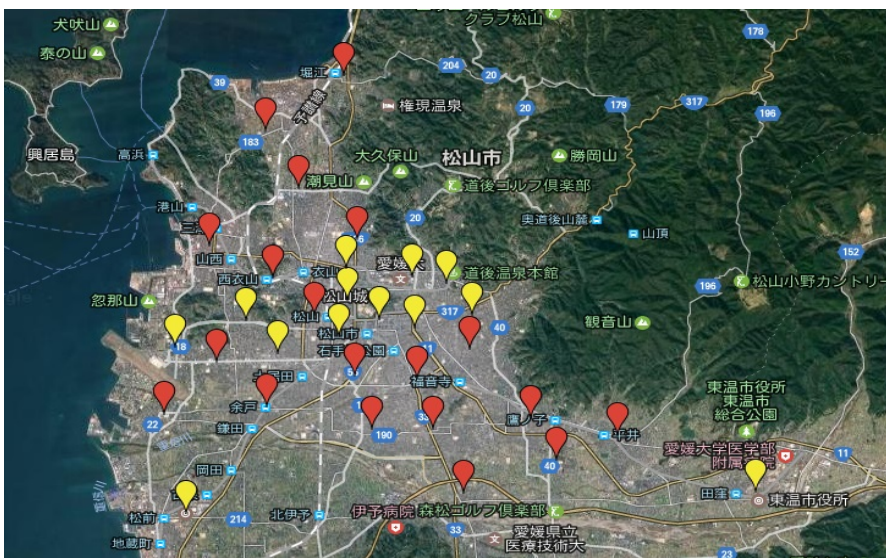 クラブ松山
犬吠山
泰の山
178
堀江
204
20
39
予讃線
権現温泉
20
179
317
196
183
興居島
高浜
大久保山
松山市
勝岡山
潮見山
道後ゴルフ倶楽部
港山
20
奥道後山麓
山頂
152
山西
衣山
愛媛大
西衣山
道後温泉本館
196
松山小野カントリー
忽那山
松山城
松山
317
40
観音山
18
松山市
11
福音寺
東温市役所
東温市
総合公園
余戸
鷹ノ子
平井
22
鎌田
190
愛媛大学医学部
附属病院
11
40
岡田
田窪
東温市役所
松前
214
北伊予
伊予病院
森松ゴルフ倶楽部
33
愛媛県立
医療技術大
地蔵町
23